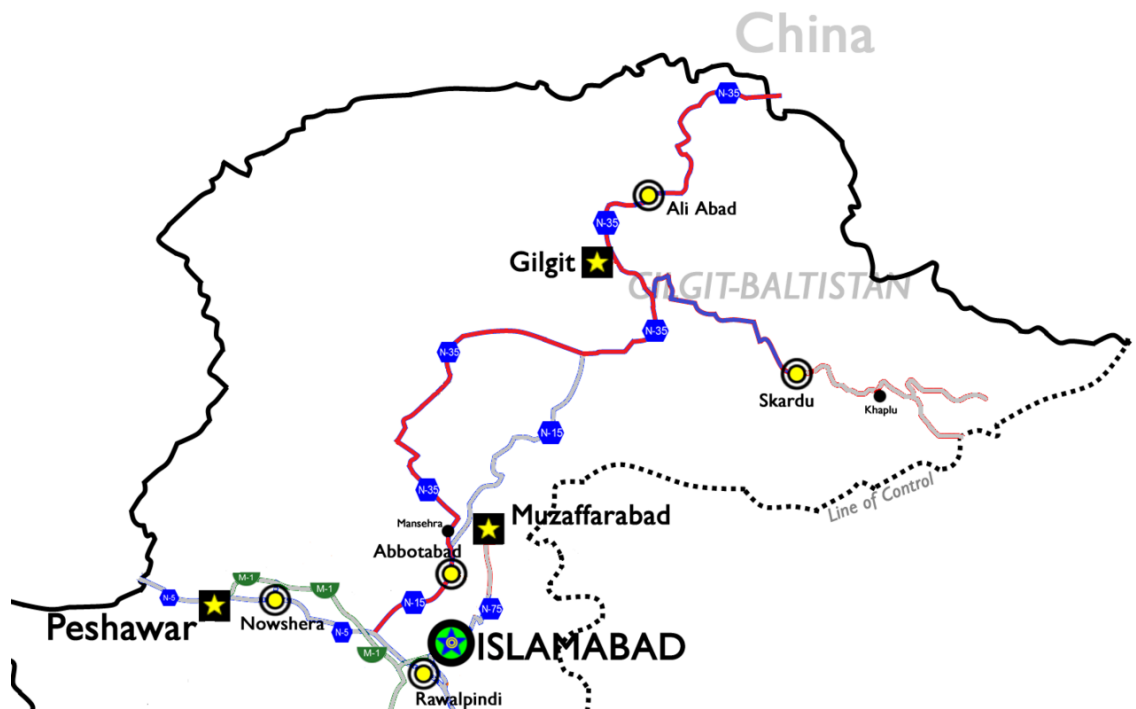 China
N-35
Ali Abad
N-35
Gilgit
GILGIT-BALTISTAN
N-35
N-35
Skardu
Khaplu
N-15
N-35
Line of Control
Muzaffarabad
Mansehra
Abbotabad
M-1
M-1
N-5
N-15
N-75
Peshawar
Nowshera
N-5
ISLAMABAD
M-1
Rawalpindi